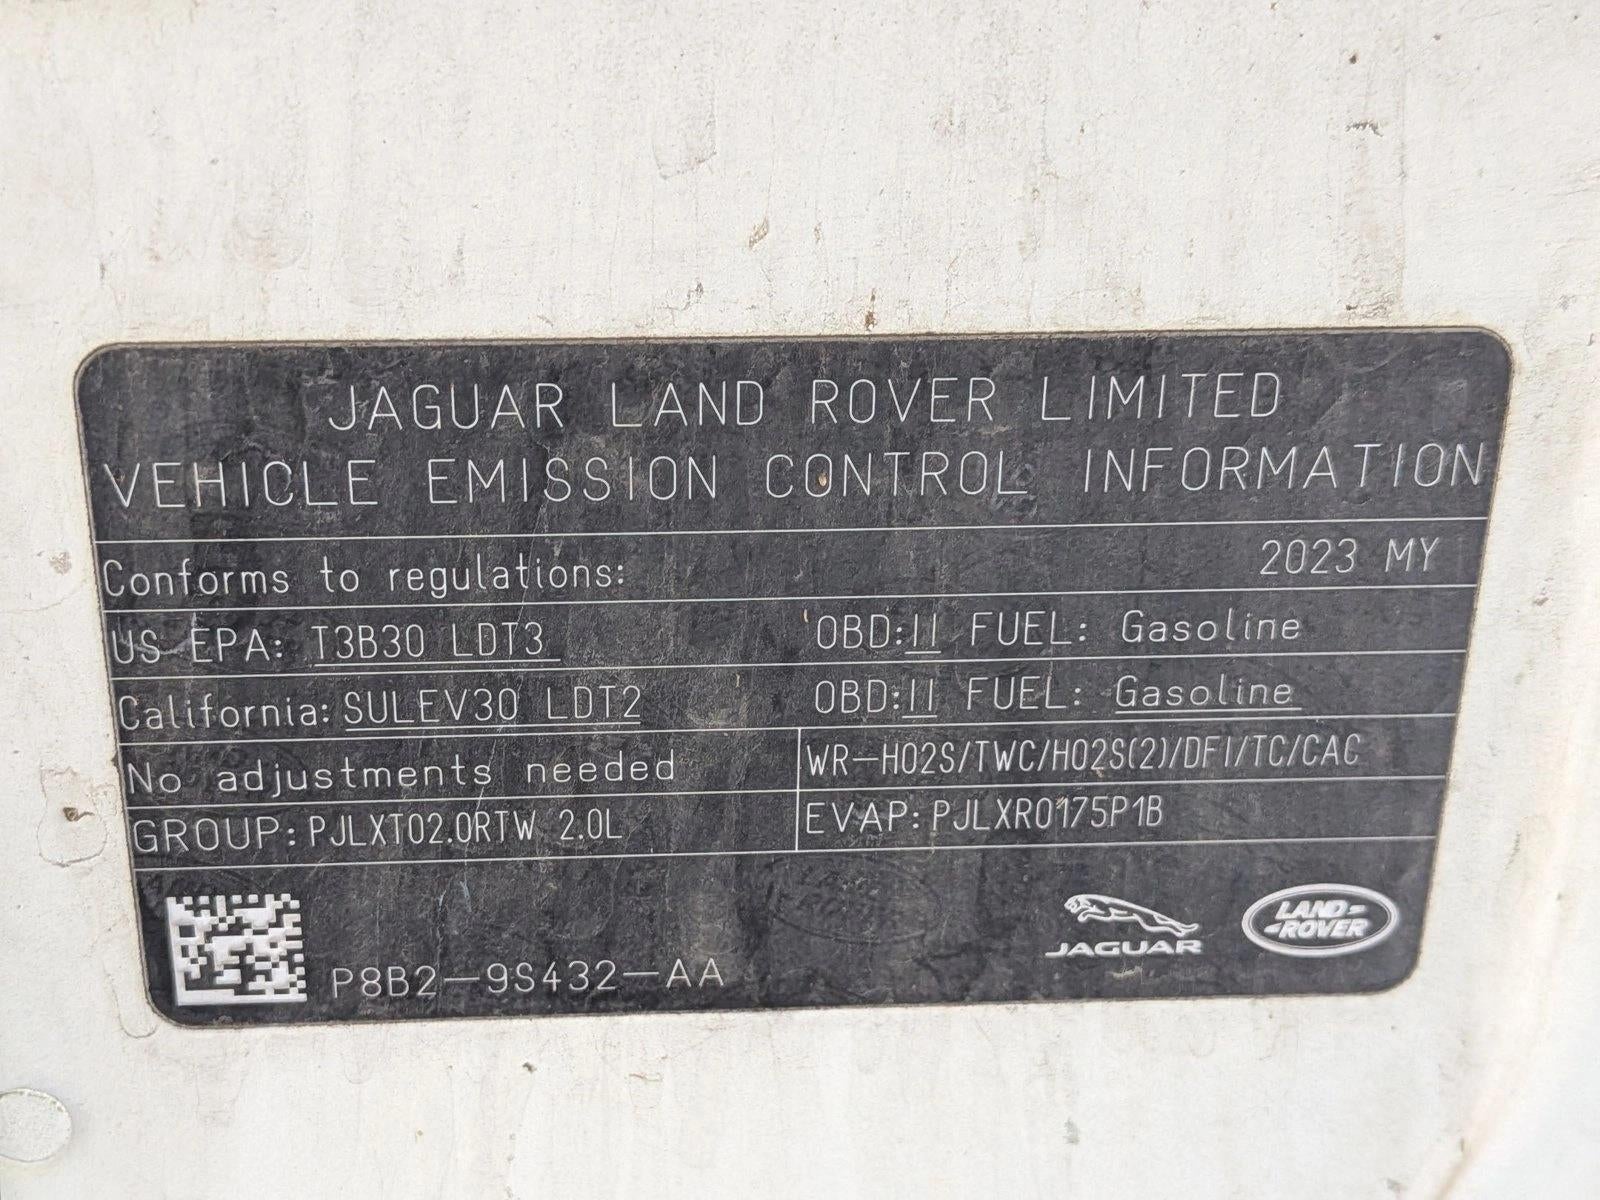 JAGUAR LAND ROVER LIMITED
VEHICLE EMISSION CONTROL INFORMATION
Conforms to regulations: 2023 MY
US EPA: T3B30 LDT3 OBD:II FUEL: Gasoline
California: SULEV30 LDT2 OBD:II FUEL: Gasoline
No adjustments needed WR-HO2S/TWC/HO2S(2)/DFI/TC/CAC
GROUP: PJLXT02.0RTW 2.0L EVAP: PJLXR0175P1B
P8B2-9S432-AA
JAGUAR
LAND-
-ROVER